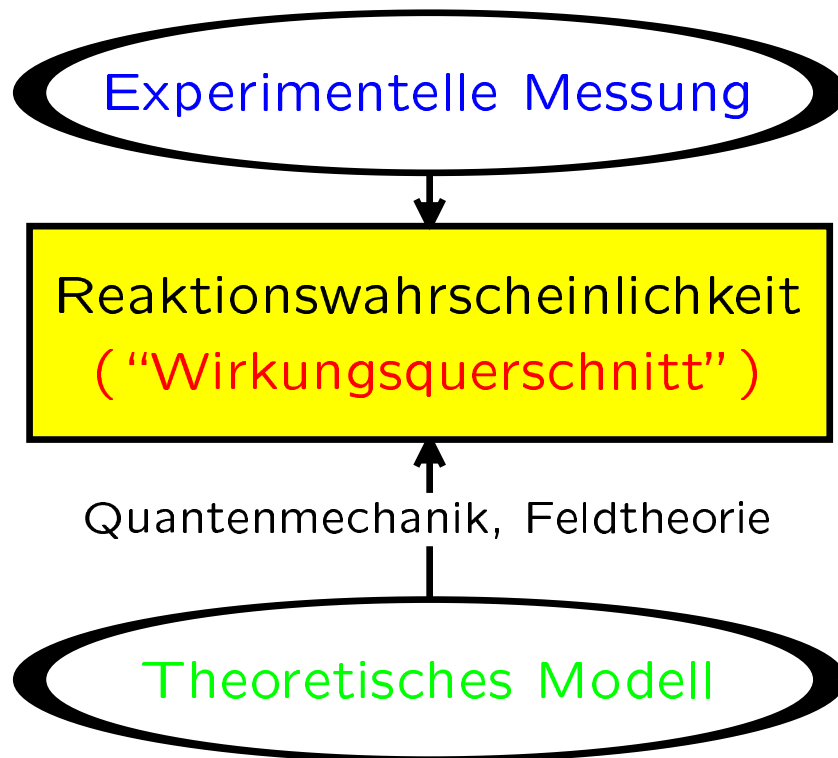 Experimentelle Messung
Reaktionswahrscheinlichkeit
(“Wirkungsquerschnitt”)
Quantenmechanik, Feldtheorie
Theoretisches Modell